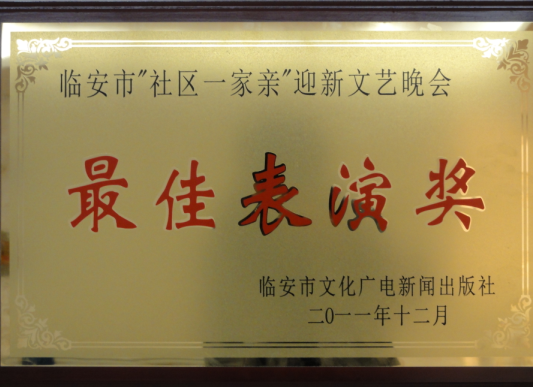 临安市"社区一家亲"迎新文艺晚会
最佳表演奖
临安市文化广电新闻出版社
二0一一年十二月